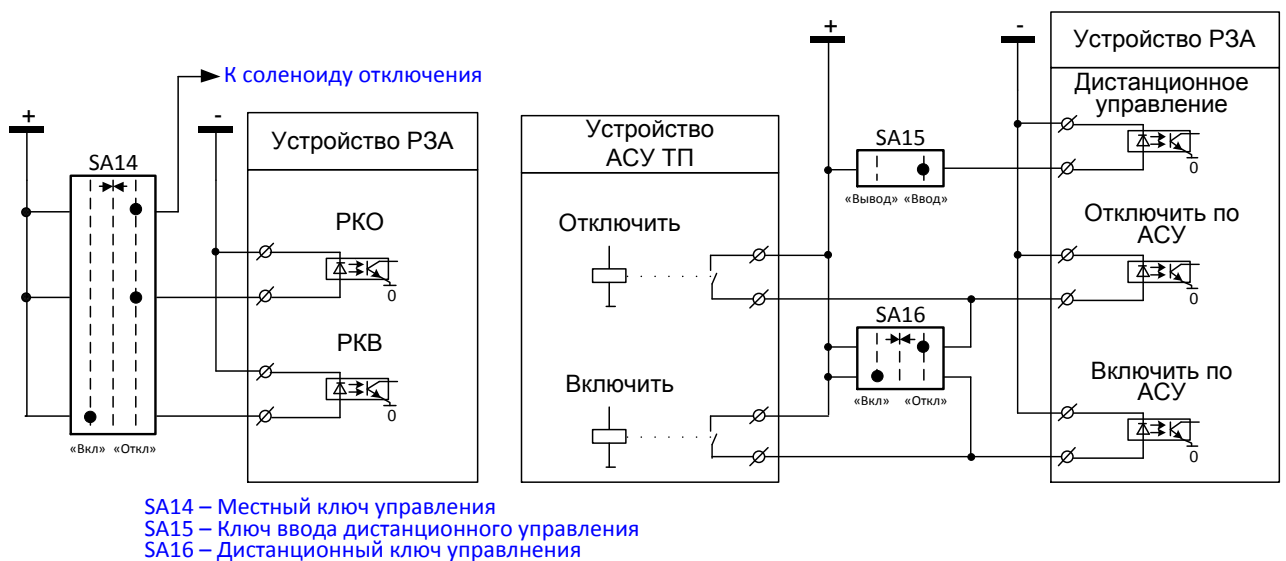 К соленоиду отключения
+
-
SA14
«Вкл» «Откл»
Устройство РЗА
РКО
0
РКВ
0
Устройство
АСУ ТП
Отключить
Включить
+
-
SA15
«Вывод» «Ввод»
SA16
«Вкл» «Откл»
Устройство РЗА
Дистанционное
управление
0
Отключить по
АСУ
0
Включить по
АСУ
0
SA14 – Местный ключ управления
SA15 – Ключ ввода дистанционного управления
SA16 – Дистанционный ключ управлнения